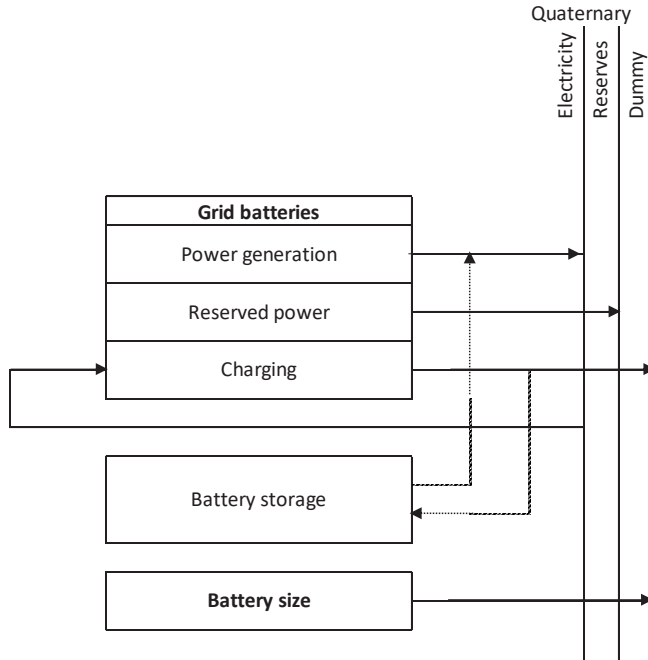 Quaternary
Electricity
Reserves
Dummy
Grid batteries
Power generation
Reserved power
Charging
Battery storage
Battery size